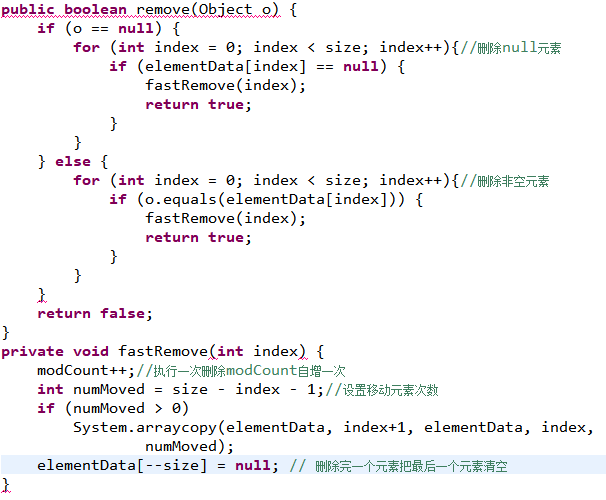 public boolean remove(Object o) {
    if (o == null) {
        for (int index = 0; index < size; index++){//删除null元素
            if (elementData[index] == null) {
                fastRemove(index);
                return true;
            }
        }
    } else {
        for (int index = 0; index < size; index++){//删除非空元素
            if (o.equals(elementData[index])) {
                fastRemove(index);
                return true;
            }
        }
    }
    return false;
}
private void fastRemove(int index) {
    modCount++;//执行一次删除modCount自增一次
    int numMoved = size - index - 1;//设置移动元素次数
    if (numMoved > 0)
        System.arraycopy(elementData, index+1, elementData, index,
                numMoved);
    elementData[--size] = null; // 删除完一个元素把最后一个元素清空
}